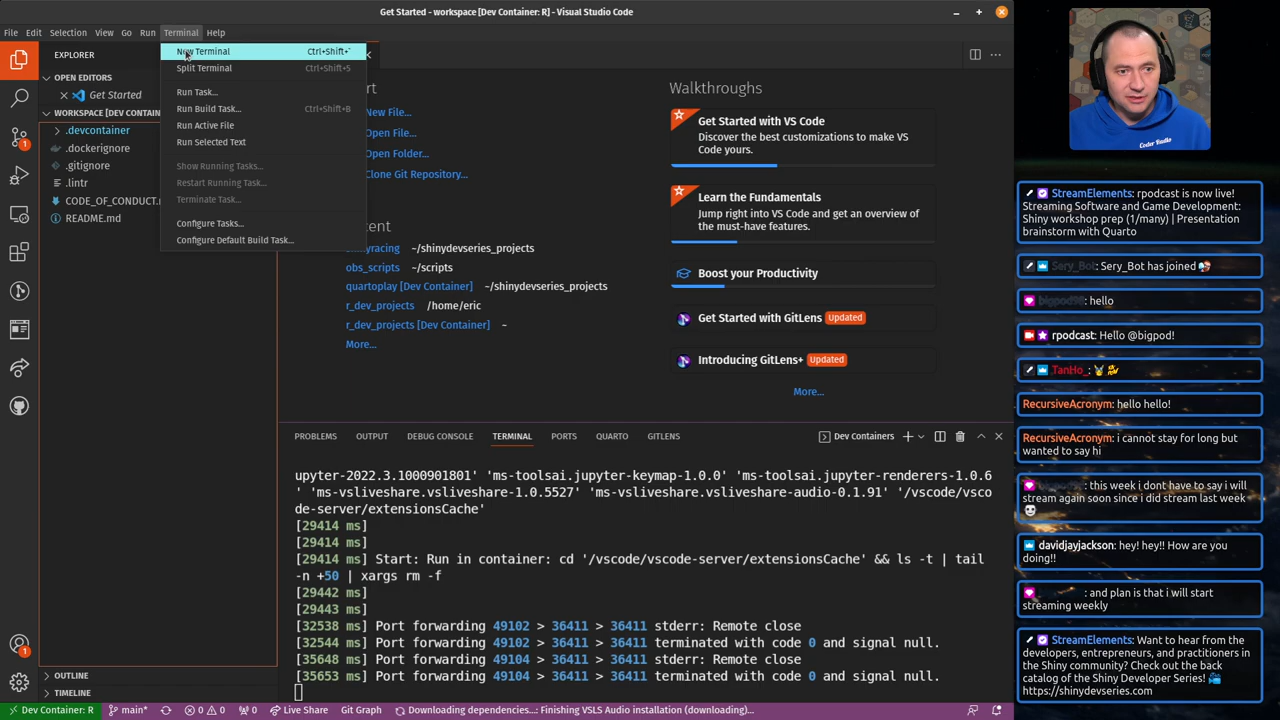 Get Started - workspace [Dev Container: R] - Visual Studio Code
File Edit Selection View Go Run Terminal Help
EXPLORER
OPEN EDITORS
Get Started
WORKSPACE [DEV CONTAIN
.devcontainer
.dockerignore
.gitignore
.lintr
CODE_OF_CONDUCT.
README.md
OUTLINE
TIMELINE
New Terminal Ctrl+Shift+`
Split Terminal Ctrl+Shift+5
Run Task...
Run Build Task... Ctrl+Shift+B
Run Active File
Run Selected Text
Show Running Tasks...
Restart Running Task...
Terminate Task...
Configure Tasks...
Configure Default Build Task...
New File...
Open File...
Open Folder...
Clone Git Repository...
shinyracing ~/shinydevseries_projects
obs_scripts ~/scripts
quartoplay [Dev Container] ~/shinydevseries_projects
r_dev_projects /home/eric
r_dev_projects [Dev Container] ~
More...
Walkthroughs
Get Started with VS Code
Discover the best customizations to make VS
Code yours.
Learn the Fundamentals
Jump right into VS Code and get an overview of
the must-have features.
Boost your Productivity
Get Started with GitLens Updated
Introducing GitLens+ Updated
More...
PROBLEMS OUTPUT DEBUG CONSOLE TERMINAL PORTS QUARTO GITLENS
Dev Containers
upyter-2022.3.1000901801' 'ms-toolsai.jupyter-keymap-1.0.0' 'ms-toolsai.jupyter-renderers-1.0.6
' 'ms-vsliveshare.vsliveshare-1.0.5527' 'ms-vsliveshare.vsliveshare-audio-0.1.91' '/vscode/vsco
de-server/extensionsCache'
[29414 ms]
[29414 ms]
[29414 ms] Start: Run in container: cd '/vscode/vscode-server/extensionsCache' && ls -t | tail
-n +50 | xargs rm -f
[29442 ms]
[29443 ms]
[32538 ms] Port forwarding 49102 > 36411 > 36411 stderr: Remote close
[32544 ms] Port forwarding 49102 > 36411 > 36411 terminated with code 0 and signal null.
[35648 ms] Port forwarding 49104 > 36411 > 36411 stderr: Remote close
[35653 ms] Port forwarding 49104 > 36411 > 36411 terminated with code 0 and signal null.
Dev Container: R main* 0 0 0 Live Share Git Graph Downloading dependencies...: Finishing VSLS Audio installation (downloading)...
Coder Radio
StreamElements: rpodcast is now live!
Streaming Software and Game Development:
Shiny workshop prep (1/many) | Presentation
brainstorm with Quarto
Sery_Bot: Sery_Bot has joined
bigpod98: hello
rpodcast: Hello @bigpod!
TanHo_:
RecursiveAcronym: hello hello!
RecursiveAcronym: i cannot stay for long but
wanted to say hi
: this week i dont have to say i will
stream again soon since i did stream last week
davidjayjackson: hey! hey!! How are you
doing!!
: and plan is that i will start
streaming weekly
StreamElements: Want to hear from the
developers, entrepreneurs, and practitioners in
the Shiny community? Check out the back
catalog of the Shiny Developer Series!
https://shinydevseries.com